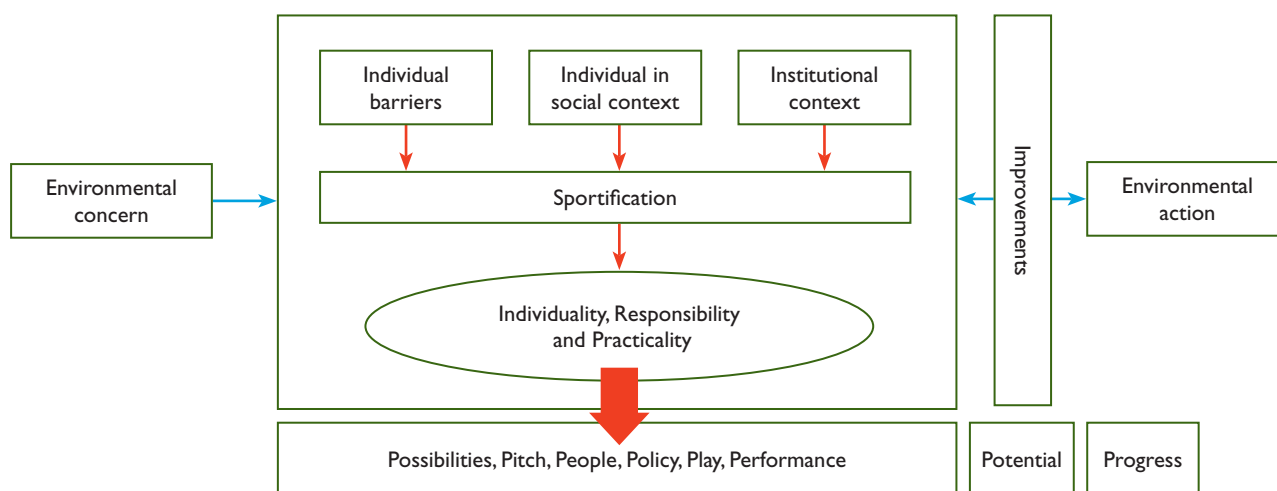 Individual
barriers
Individual in
social context
Institutional
context
Environmental
concern
Sportification
Improvements
Environmental
action
Individuality, Responsibility
and Practicality
Possibilities, Pitch, People, Policy, Play, Performance
Potential
Progress